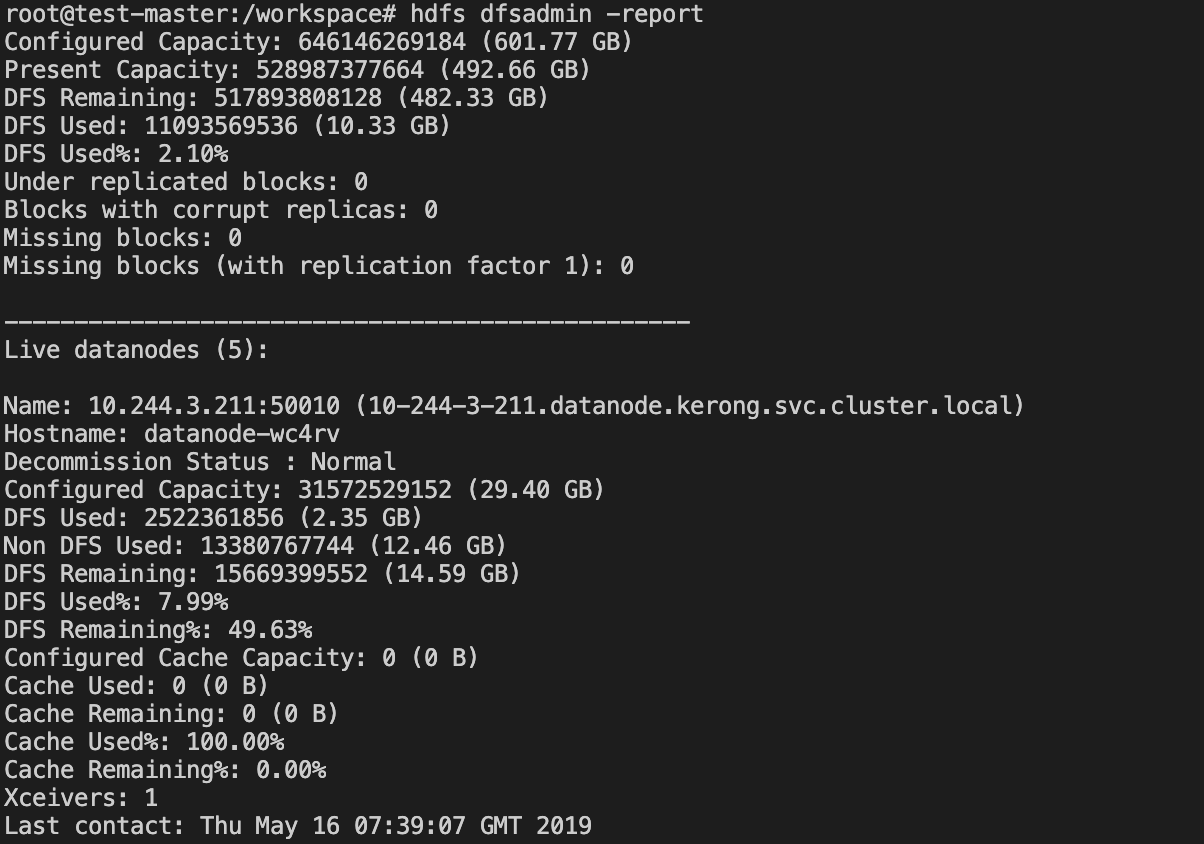 root@test-master:/workspace# hdfs dfsadmin -report
Configured Capacity: 646146269184 (601.77 GB)
Present Capacity: 528987377664 (492.66 GB)
DFS Remaining: 517893808128 (482.33 GB)
DFS Used: 11093569536 (10.33 GB)
DFS Used%: 2.10%
Under replicated blocks: 0
Blocks with corrupt replicas: 0
Missing blocks: 0
Missing blocks (with replication factor 1): 0
-------------------------------------------------
Live datanodes (5):
Name: 10.244.3.211:50010 (10-244-3-211.datanode.kerong.svc.cluster.local)
Hostname: datanode-wc4rv
Decommission Status : Normal
Configured Capacity: 31572529152 (29.40 GB)
DFS Used: 2522361856 (2.35 GB)
Non DFS Used: 13380767744 (12.46 GB)
DFS Remaining: 15669399552 (14.59 GB)
DFS Used%: 7.99%
DFS Remaining%: 49.63%
Configured Cache Capacity: 0 (0 B)
Cache Used: 0 (0 B)
Cache Remaining: 0 (0 B)
Cache Used%: 100.00%
Cache Remaining%: 0.00%
Xceivers: 1
Last contact: Thu May 16 07:39:07 GMT 2019